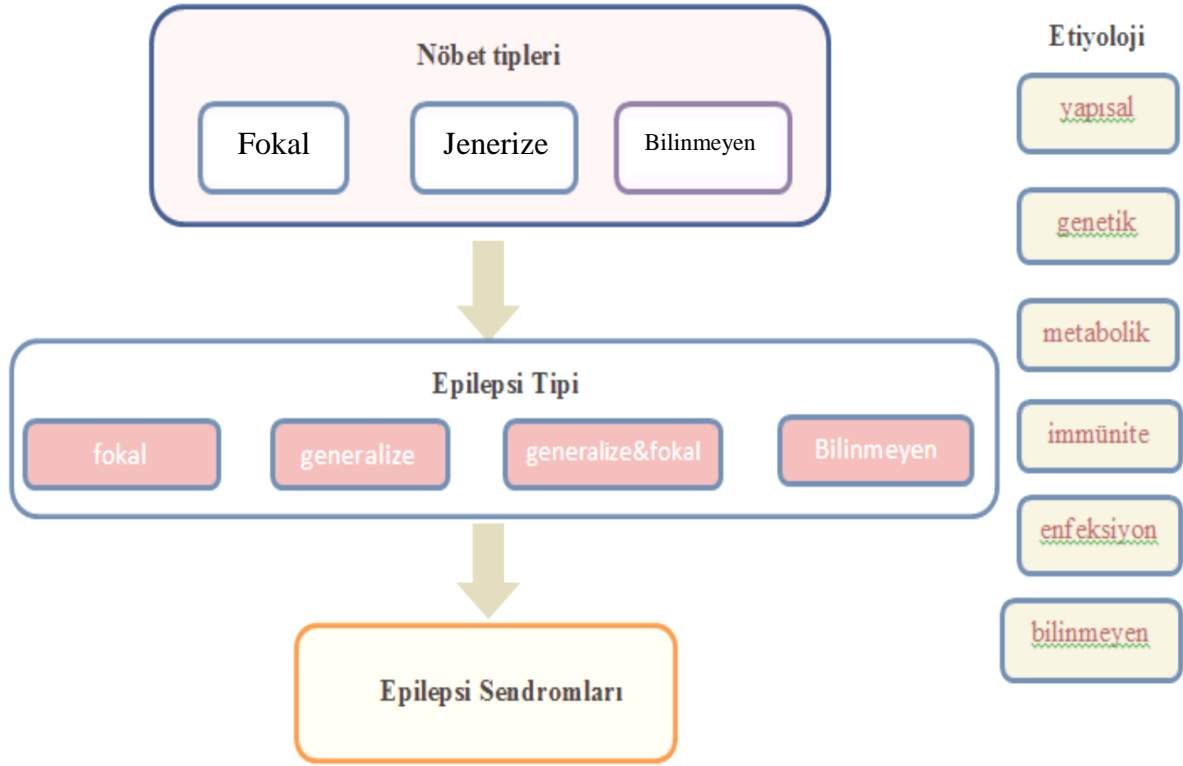 Nöbet tipleri
Fokal
Jenerize
Bilinmeyen
Epilepsi Tipi
fokal
generalize
generalize&fokal
Bilinmeyen
Epilepsi Sendromları
Etiyoloji
yapısal
genetik
metabolik
immünite
enfeksiyon
bilinmeyen